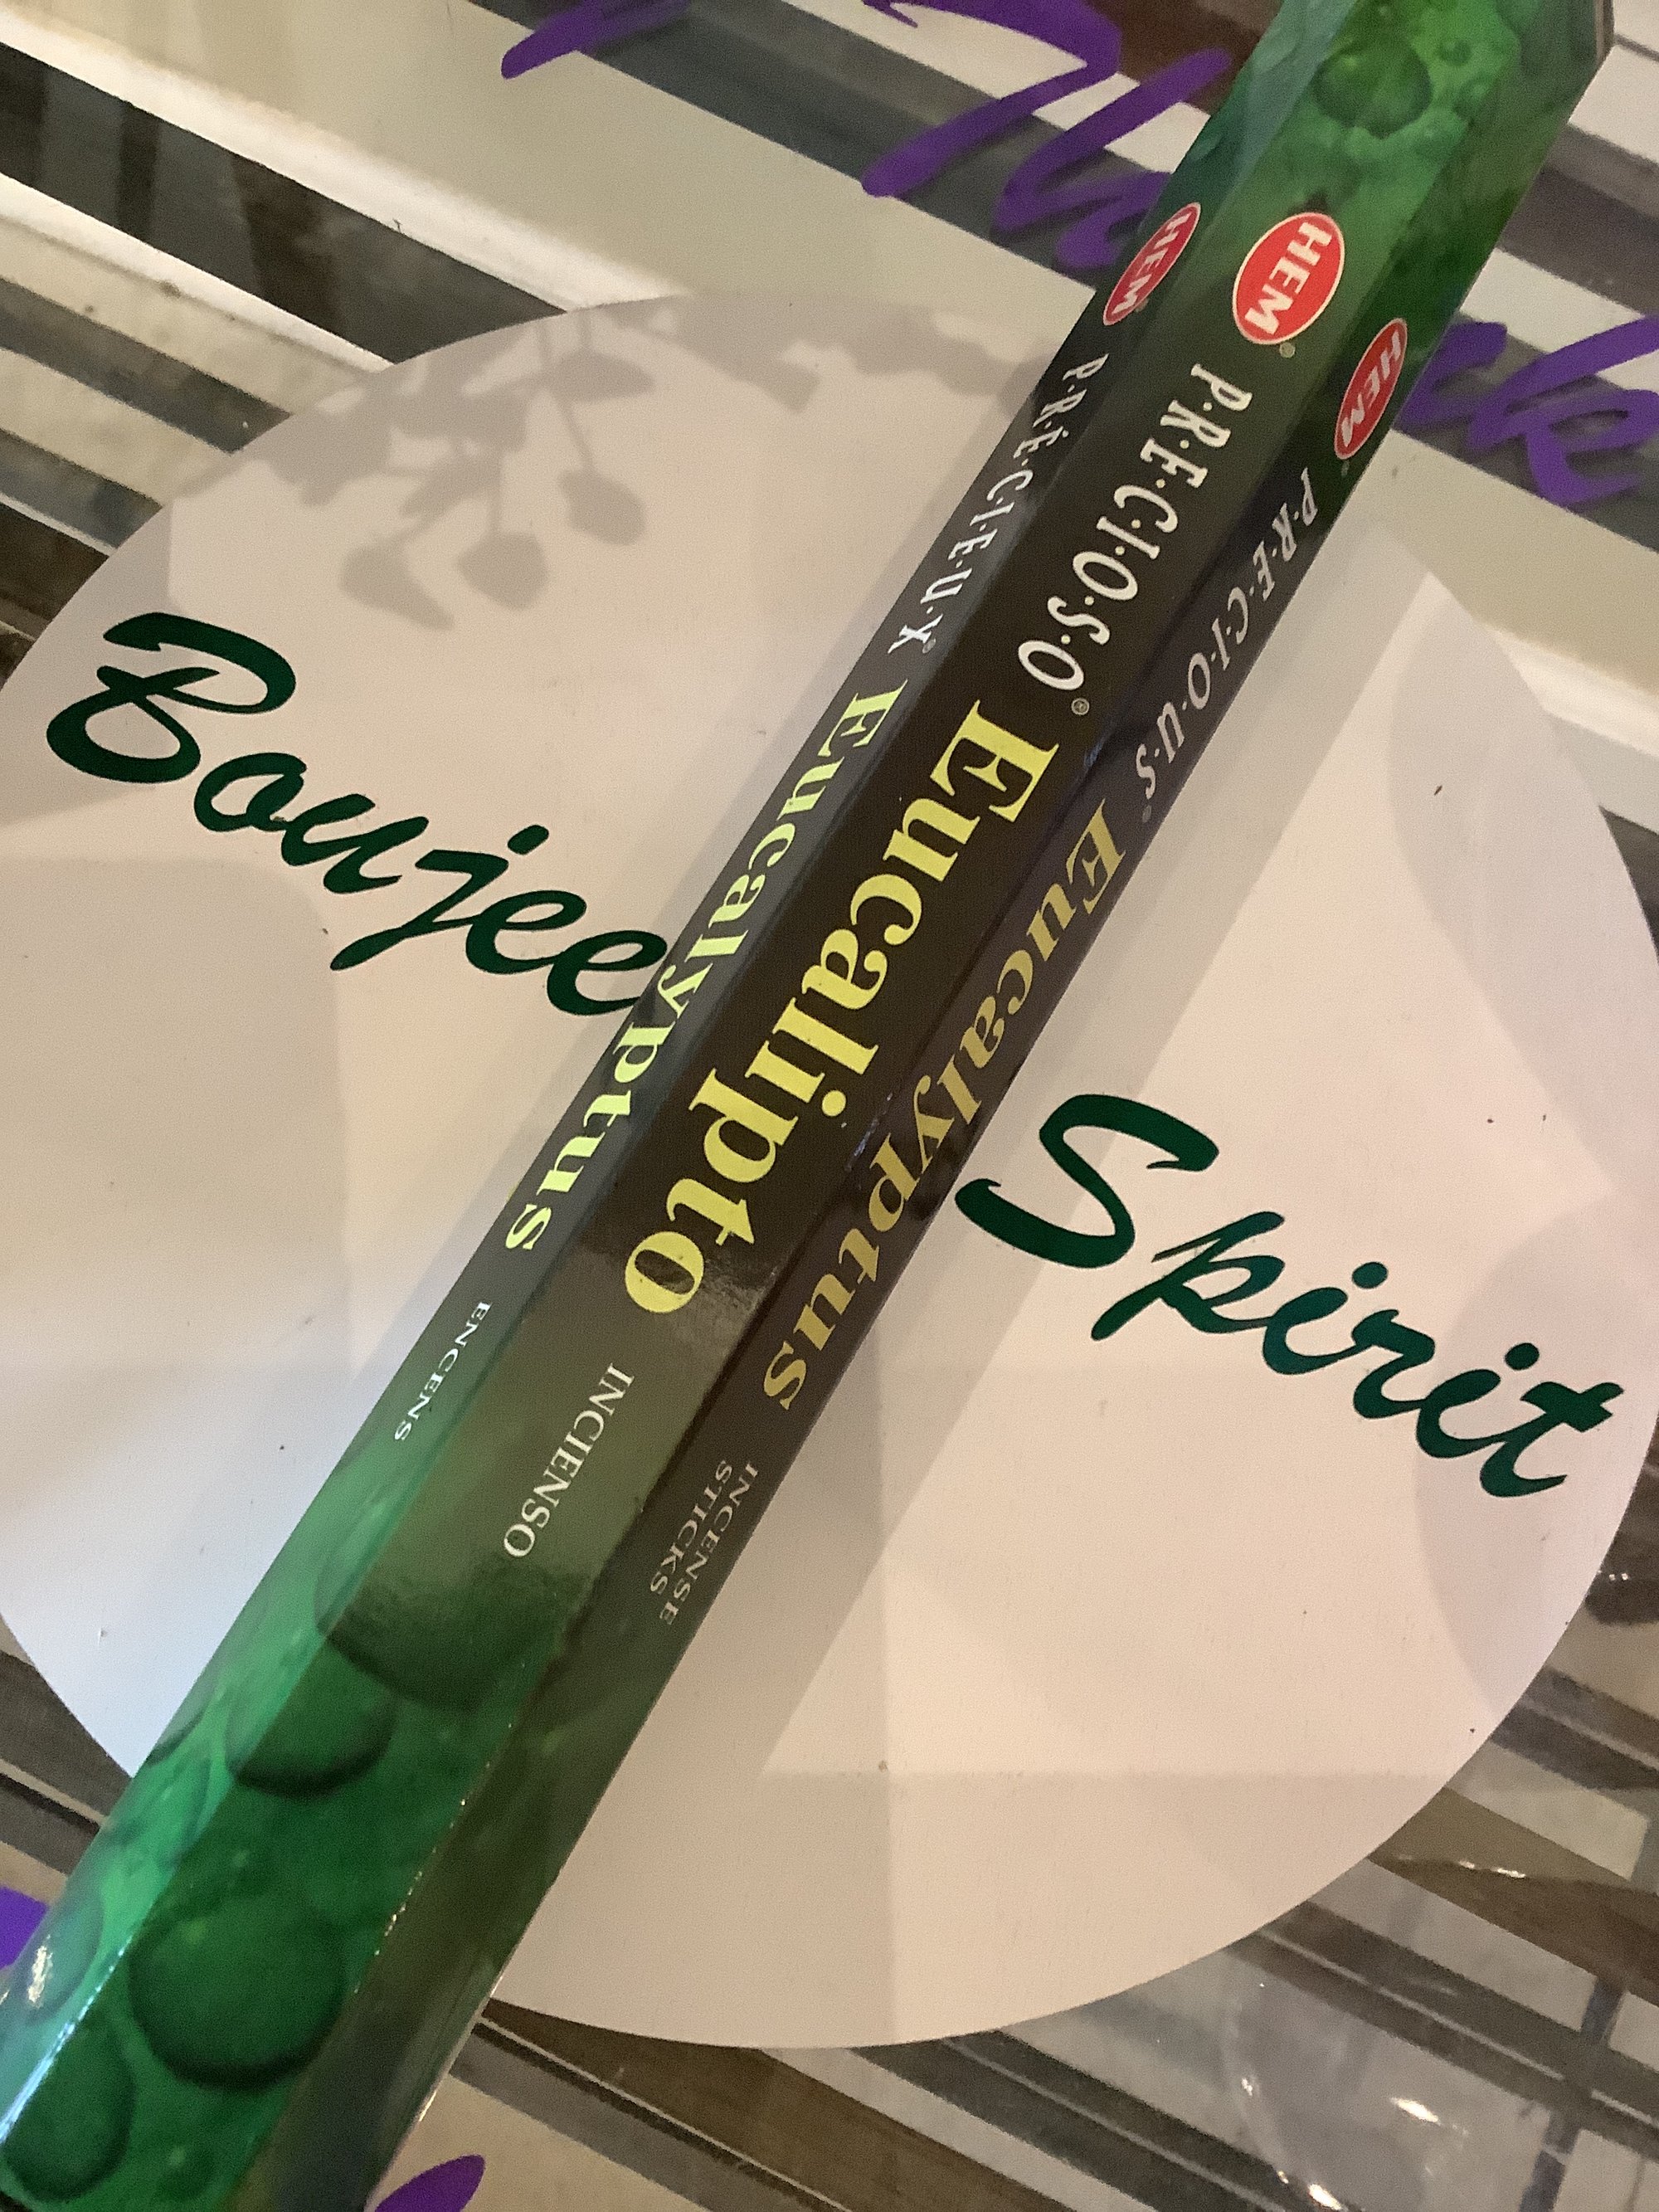 HEM
P·R·É·C·I·E·U·X® Eucalyptus ENCENS
HEM®
P·R·E·C·I·O·S·O® Eucalipto INCIENSO
HEM®
P·R·E·C·I·O·U·S® Eucalyptus INCENSE
STICKS
Boujee
Spirit